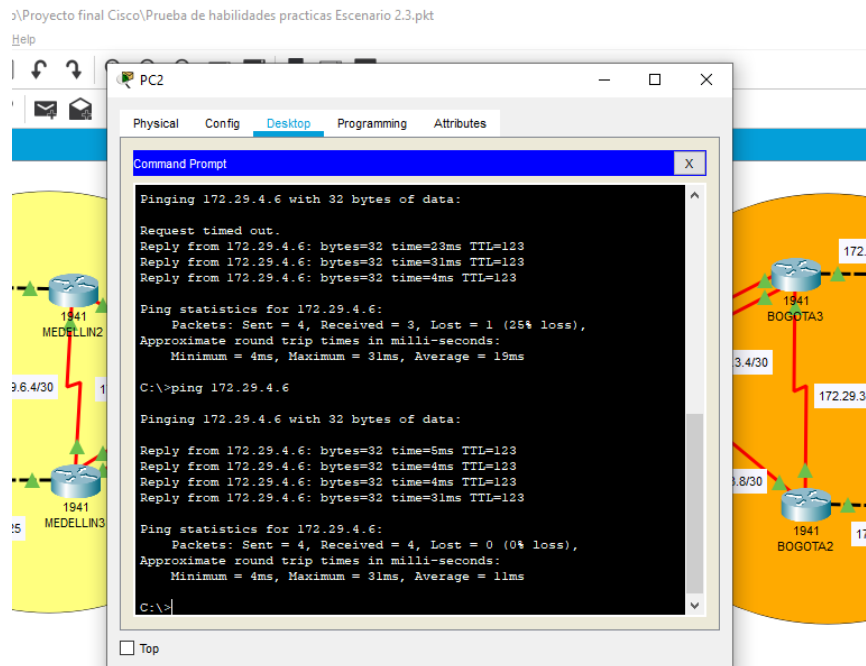 o\Proyecto final Cisco\Prueba de habilidades practicas Escenario 2.3.pkt
Help
PC2
Physical Config Desktop Programming Attributes
Command Prompt
X
Pinging 172.29.4.6 with 32 bytes of data:
Request timed out.
Reply from 172.29.4.6: bytes=32 time=23ms TTL=123
Reply from 172.29.4.6: bytes=32 time=31ms TTL=123
Reply from 172.29.4.6: bytes=32 time=4ms TTL=123
Ping statistics for 172.29.4.6:
Packets: Sent = 4, Received = 3, Lost = 1 (25% loss),
Approximate round trip times in milli-seconds:
Minimum = 4ms, Maximum = 31ms, Average = 19ms
C:\>ping 172.29.4.6
Pinging 172.29.4.6 with 32 bytes of data:
Reply from 172.29.4.6: bytes=32 time=5ms TTL=123
Reply from 172.29.4.6: bytes=32 time=4ms TTL=123
Reply from 172.29.4.6: bytes=32 time=4ms TTL=123
Reply from 172.29.4.6: bytes=32 time=31ms TTL=123
Ping statistics for 172.29.4.6:
Packets: Sent = 4, Received = 4, Lost = 0 (0% loss),
Approximate round trip times in milli-seconds:
Minimum = 4ms, Maximum = 31ms, Average = 11ms
C:\>
Top
1941
MEDELLIN2
9.6.4/30
1
1941
MEDELLIN3
25
172.
1941
BOGOTA3
3.4/30
172.29.3
3.8/30
1941
BOGOTA2
17